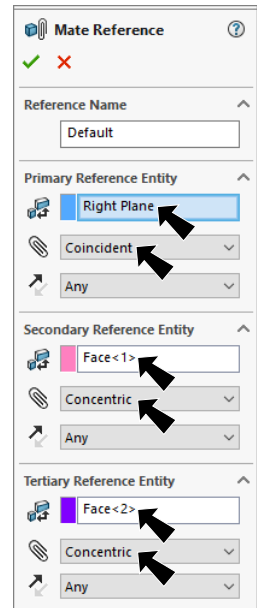 Mate Reference ?
Reference Name
Default
Primary Reference Entity
Right Plane
Coincident
Any
Secondary Reference Entity
Face<1>
Concentric
Any
Tertiary Reference Entity
Face<2>
Concentric
Any